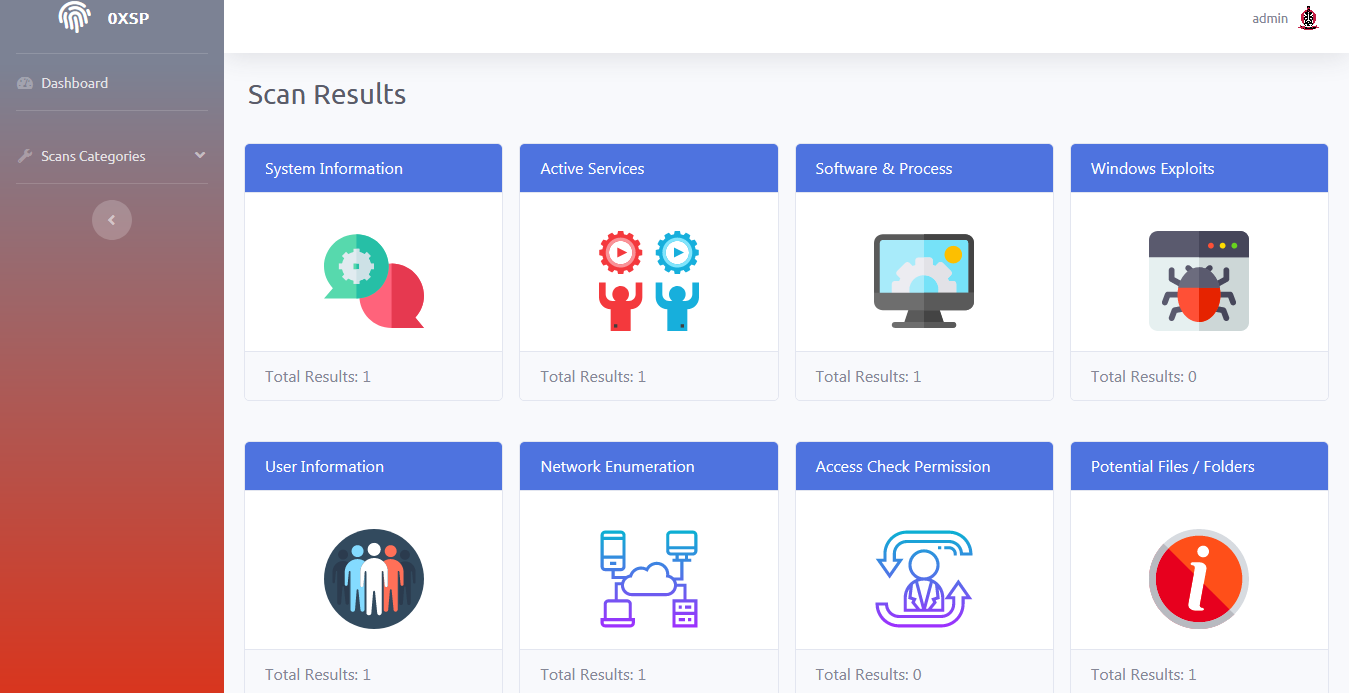 0XSP
admin
Dashboard
Scans Categories
Scan Results
System Information
Active Services
Software & Process
Windows Exploits
Total Results: 1
Total Results: 1
Total Results: 1
Total Results: 0
User Information
Network Enumeration
Access Check Permission
Potential Files / Folders
Total Results: 1
Total Results: 1
Total Results: 0
Total Results: 1